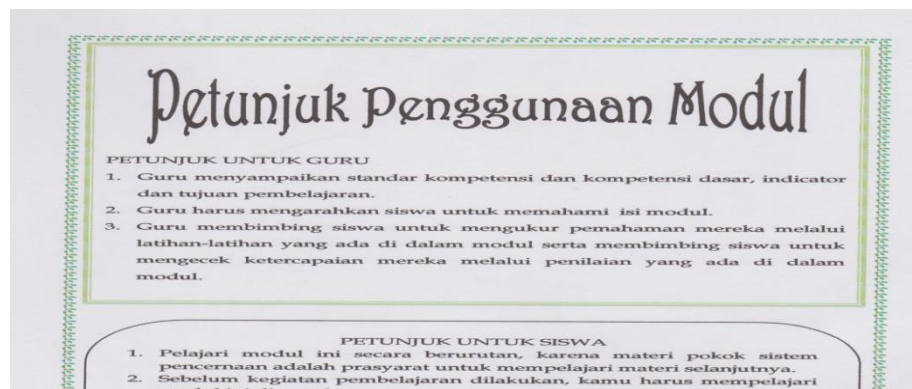 Petunjuk Penggunaan Modul
PETUNJUK UNTUK GURU
1. Guru menyampaikan standar kompetensi dan kompetensi dasar, indicator
dan tujuan pembelajaran.
2. Guru harus mengarahkan siswa untuk memahami isi modul.
3. Guru membimbing siswa untuk mengukur pemahaman mereka melalui
latihan-latihan yang ada di dalam modul serta membimbing siswa untuk
mengecek ketercapaian mereka melalui penilaian yang ada di dalam
modul.
PETUNJUK UNTUK SISWA
1. Pelajari modul ini secara berurutan, karena materi pokok sistem
pencernaan adalah prasyarat untuk mempelajari materi selanjutnya.
2. Sebelum kegiatan pembelajaran dilakukan, kamu harus mempelajari